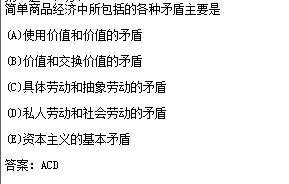 简单商品经济中所包括的各种矛盾主要是
(A)使用价值和价值的矛盾
(B)价值和交换价值的矛盾
(C)具体劳动和抽象劳动的矛盾
(D)私人劳动和社会劳动的矛盾
(E)资本主义的基本矛盾
答案：ACD